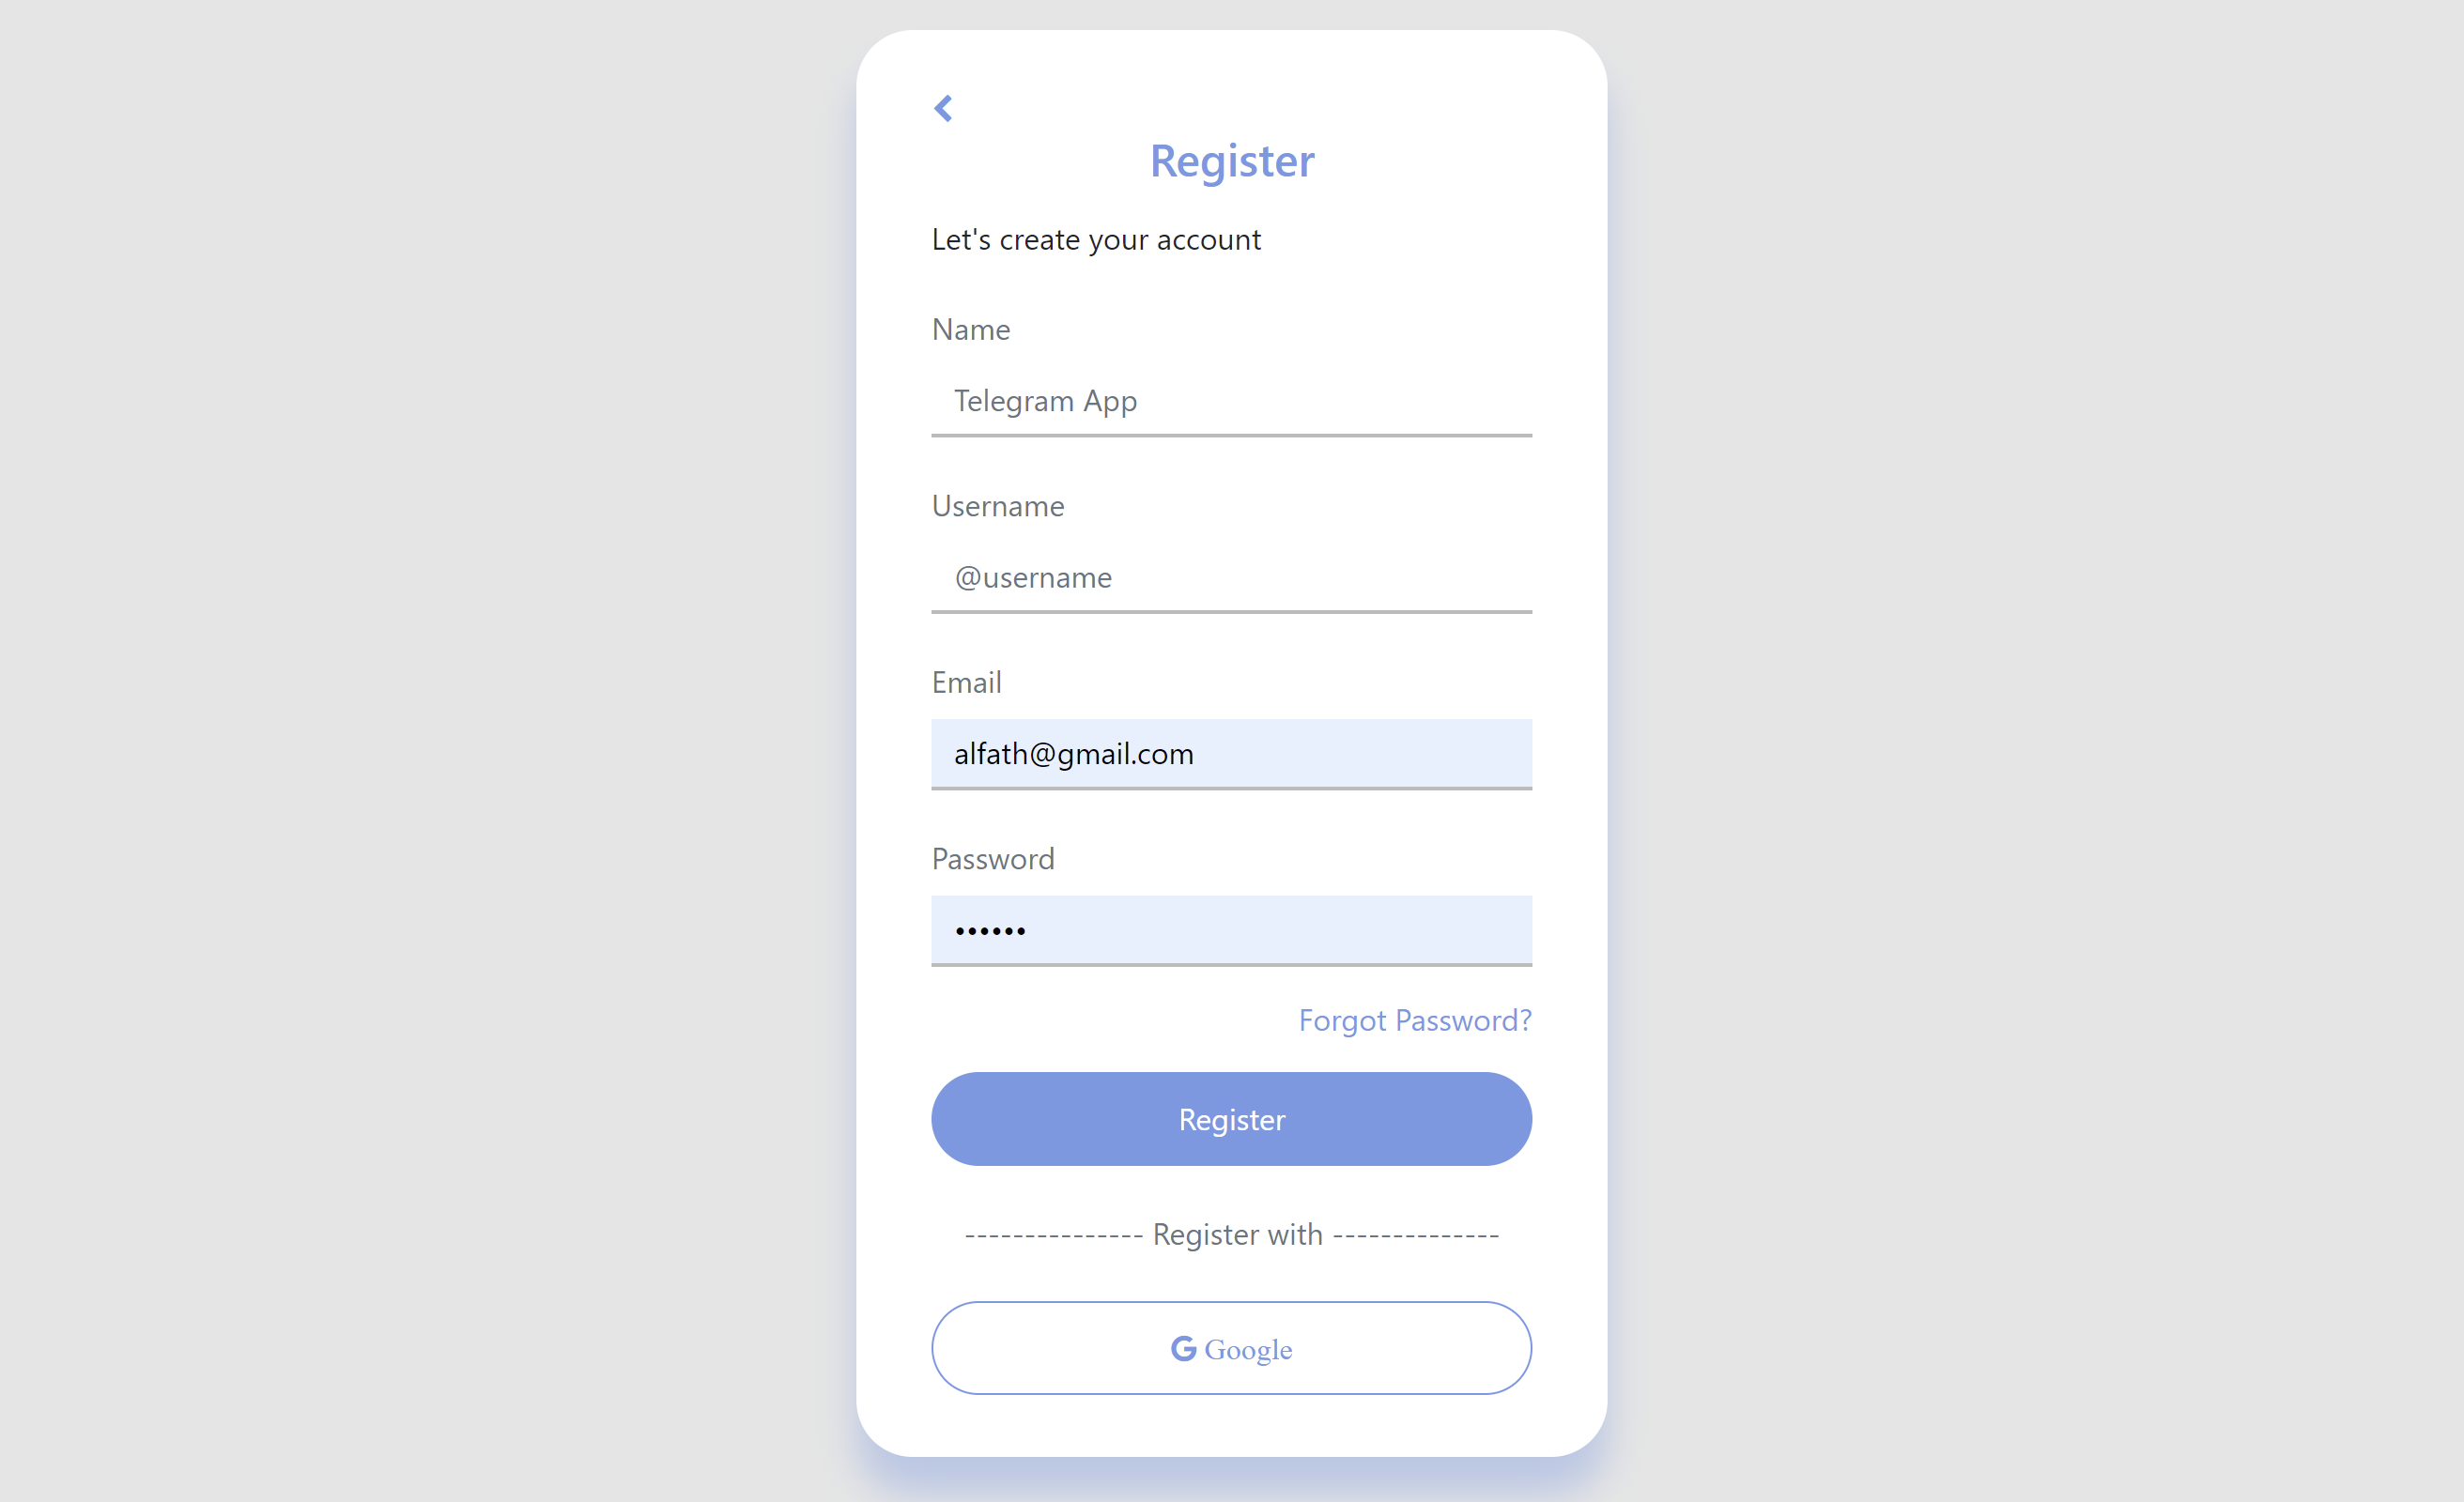 Register
Let's create your account
Name
Telegram App
Username
@username
Email
alfath@gmail.com
Password
••••••
Forgot Password?
Register
--------------- Register with --------------
Google